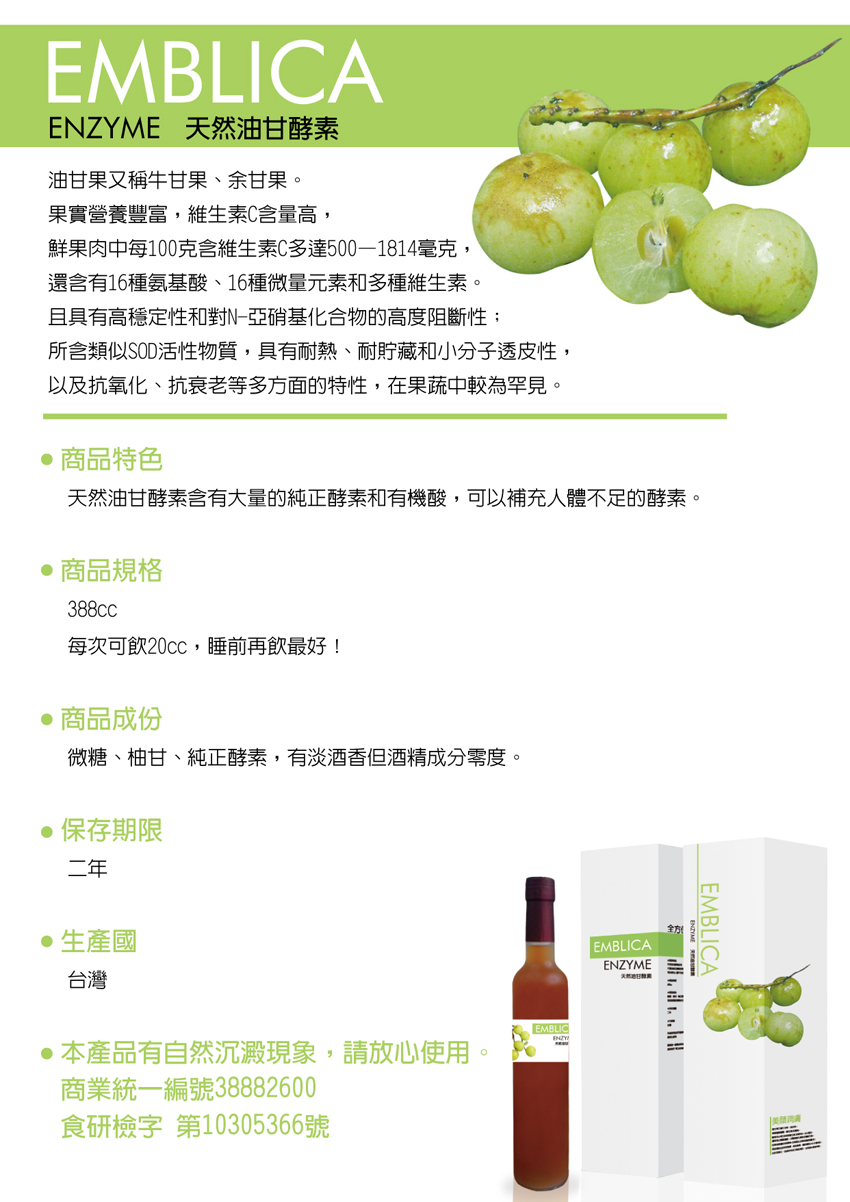 EMBLICA
ENZYME 天然油甘酵素
油甘果又稱牛甘果、余甘果。
果實營養豐富，維生素C含量高，
鮮果肉中每100克含維生素C多達500—1814毫克，
還含有16種氨基酸、16種微量元素和多種維生素。
且具有高穩定性和對N-亞硝基化合物的高度阻斷性；
所含類似SOD活性物質，具有耐熱、耐貯藏和小分子透皮性，
以及抗氧化、抗衰老等多方面的特性，在果蔬中較為罕見。
商品特色
天然油甘酵素含有大量的純正酵素和有機酸，可以補充人體不足的酵素。
商品規格
388cc
每次可飲20cc，睡前再飲最好！
商品成份
微糖、柚甘、純正酵素，有淡酒香但酒精成分零度。
保存期限
二年
生產國
台灣
本產品有自然沉澱現象，請放心使用。
商業統一編號38882600
食研檢字 第10305366號
EMBLIC
ENZY
EMBLICA
ENZYME
天然油甘酵素
全方
EMBLICA
ENZYME 天然油甘酵素
美顏潤膚